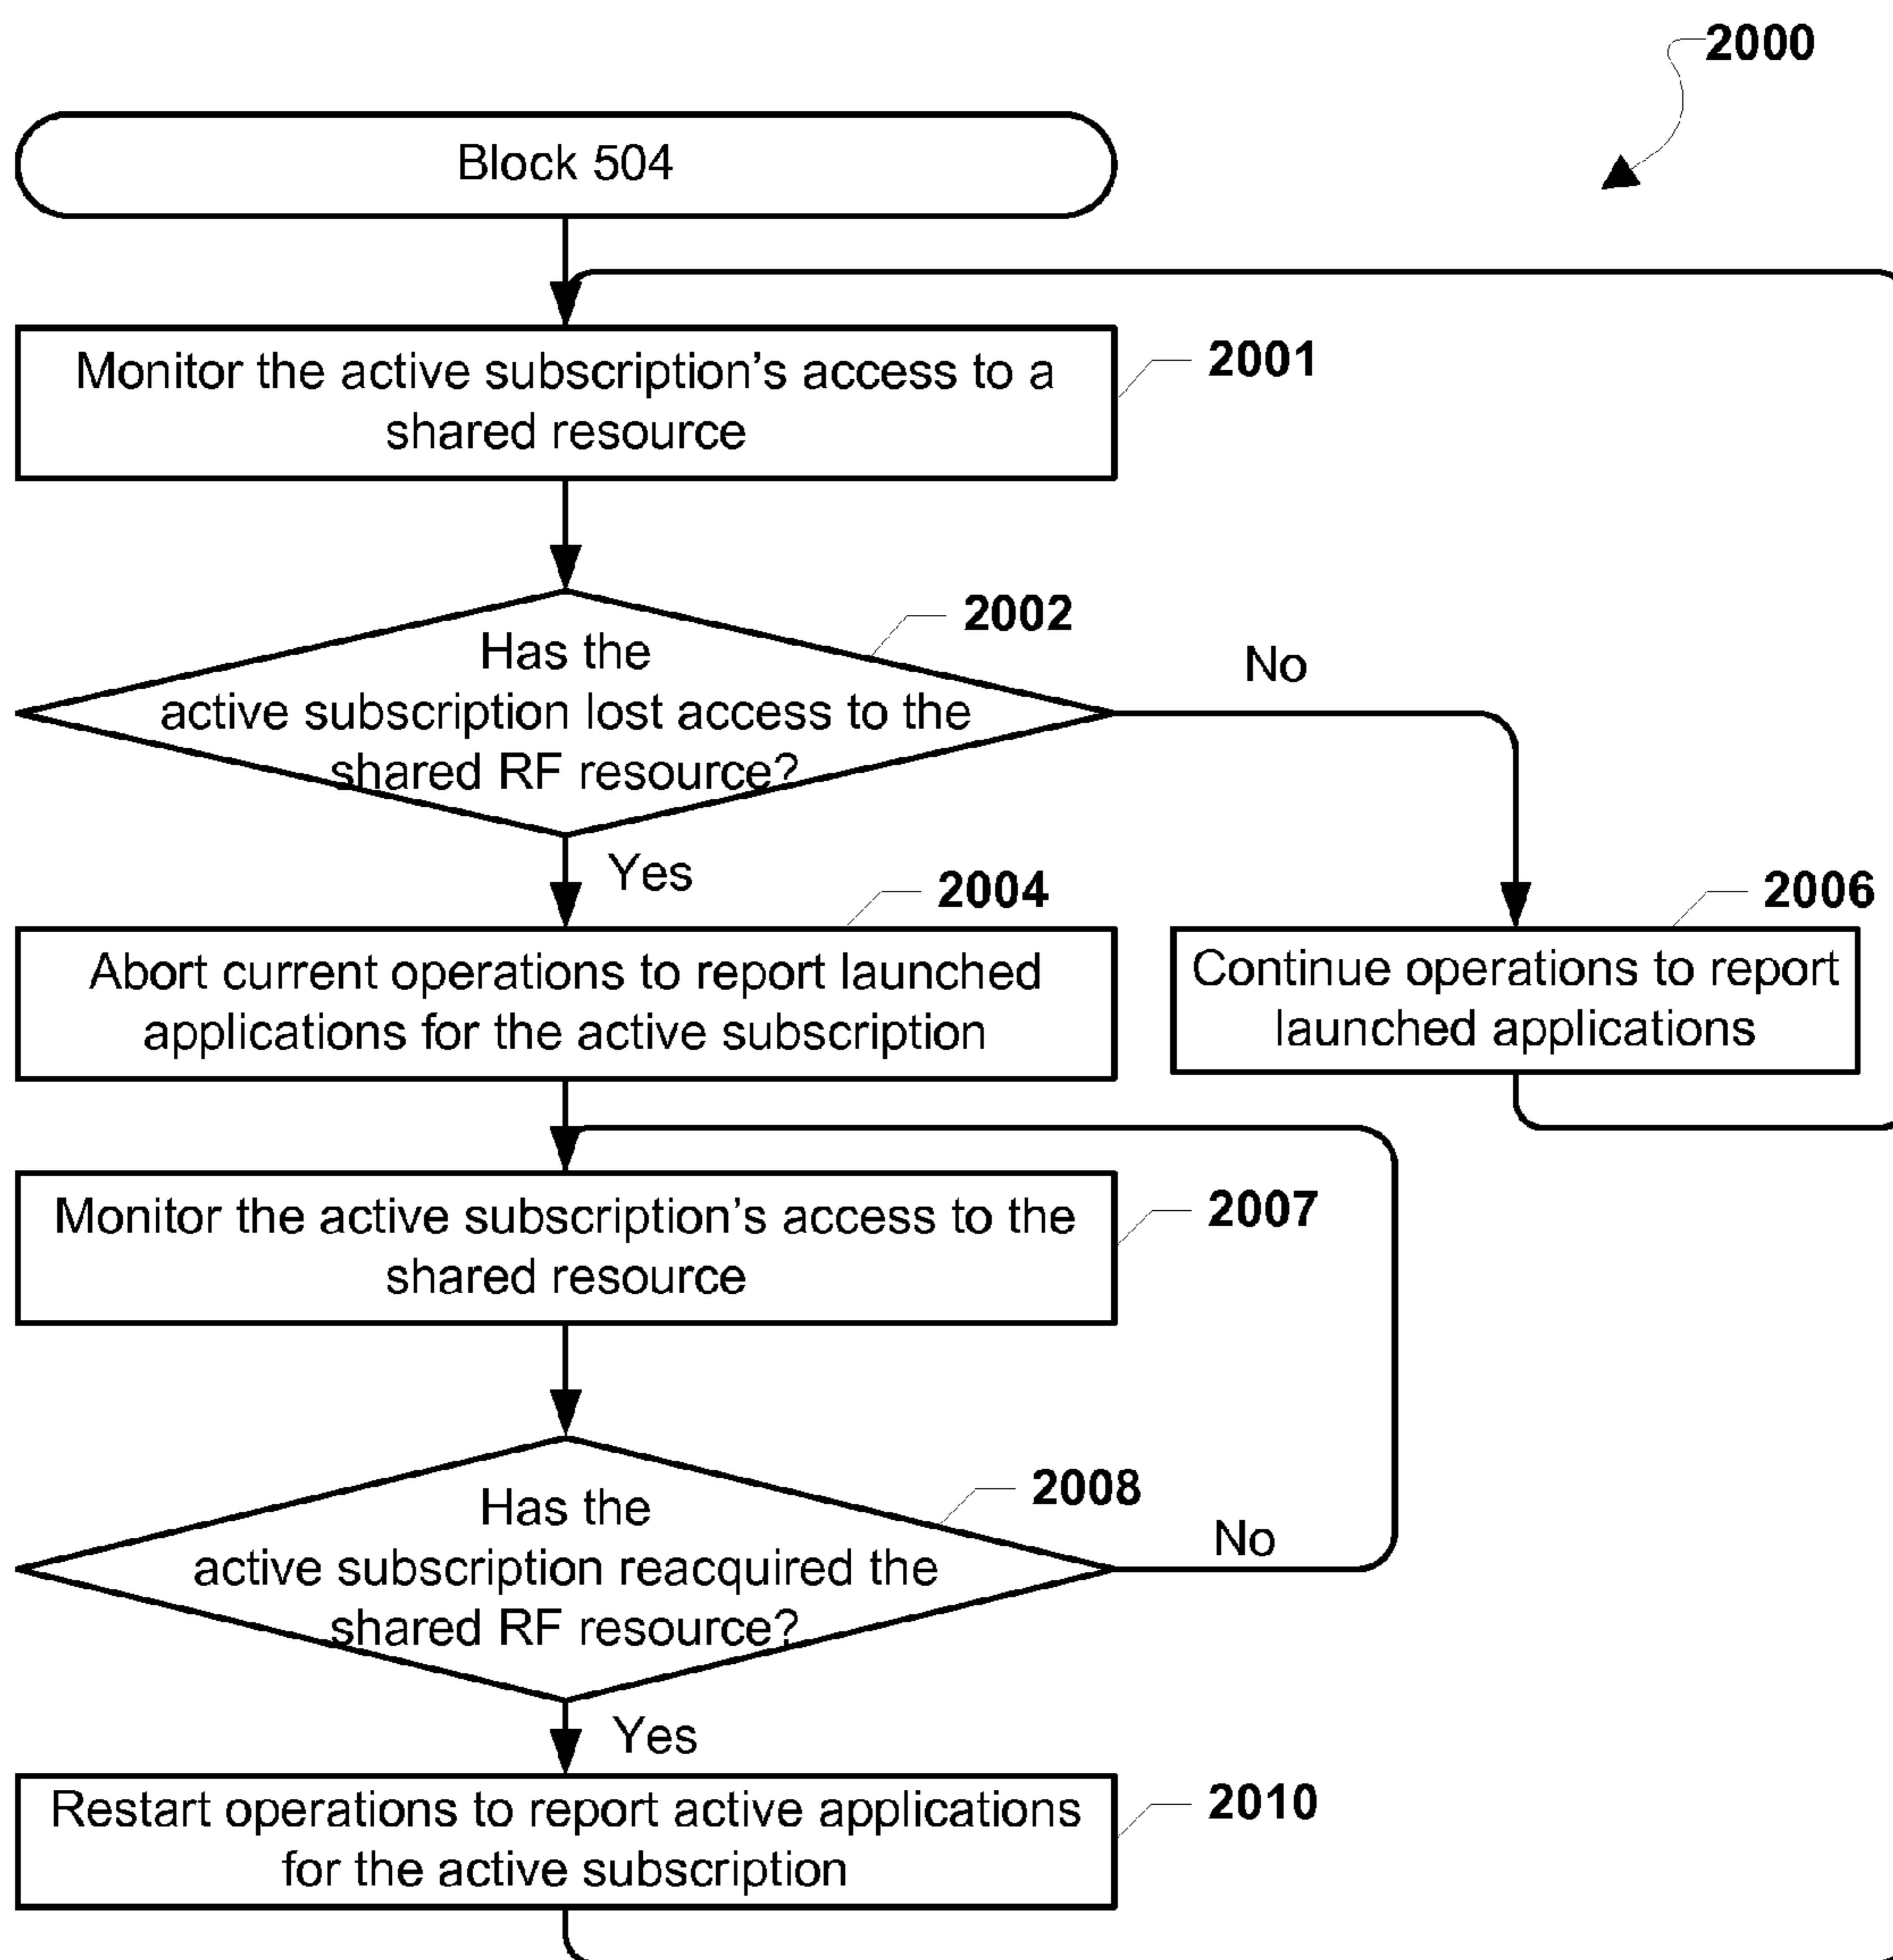 2000
Block 504
Monitor the active subscription's access to a
shared resource
2001
2002
Has the
active subscription lost access to the
shared RF resource?
No
Yes
2004
2006
Abort current operations to report launched
applications for the active subscription
Continue operations to report
launched applications
Monitor the active subscription's access to the
shared resource
2007
2008
Has the
active subscription reacquired the
shared RF resource?
No
Yes
Restart operations to report active applications
for the active subscription
2010